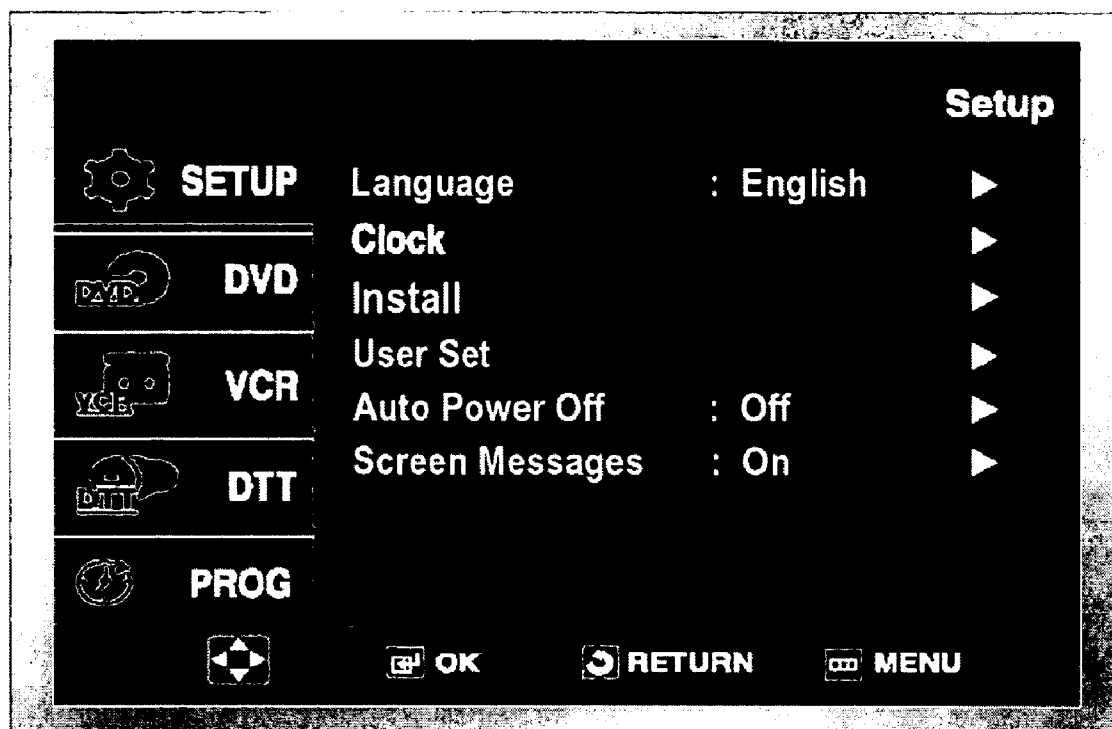 Setup
SETUP
Language : English ▶
Clock ▶
DVD
Install ▶
User Set ▶
VCR
Auto Power Off : Off ▶
Screen Messages : On ▶
DTT
PROG
OK RETURN MENU